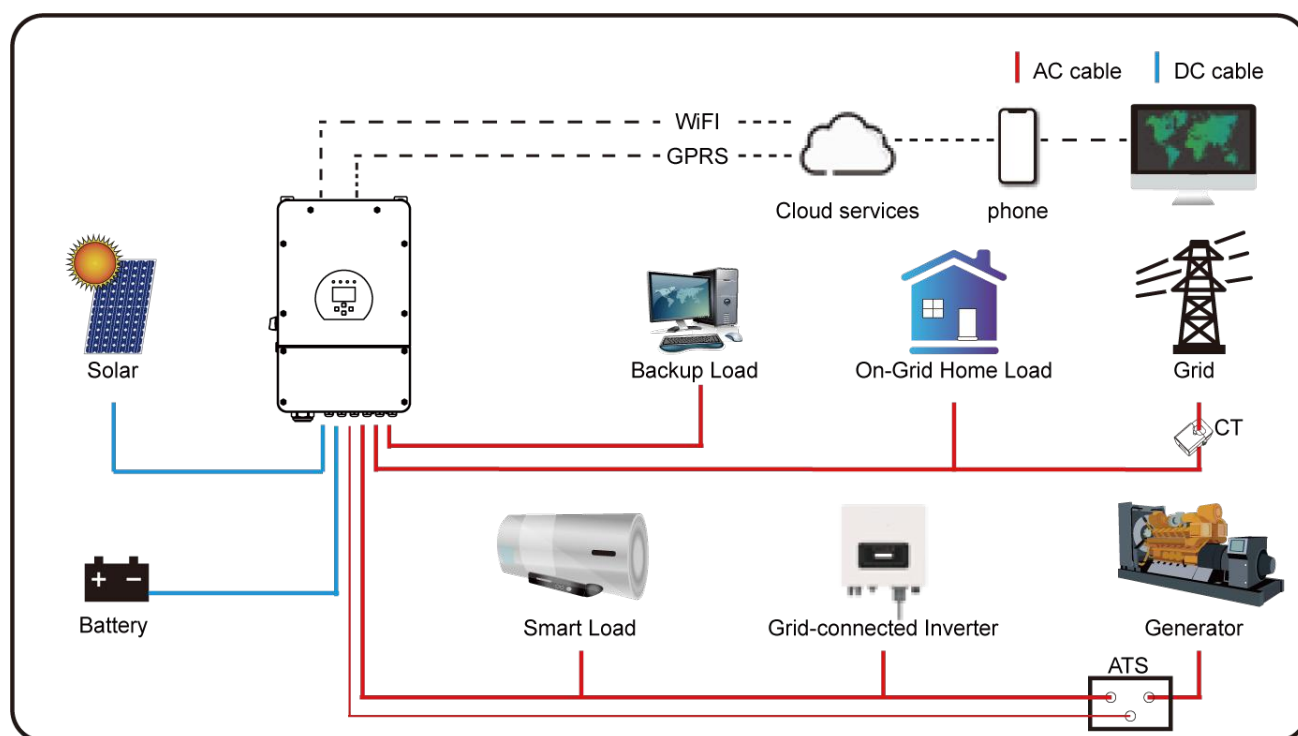 AC cable
DC cable
WiFI
GPRS
Cloud services
phone
Solar
Backup Load
On-Grid Home Load
Grid
CT
Battery
Smart Load
Grid-connected Inverter
Generator
ATS